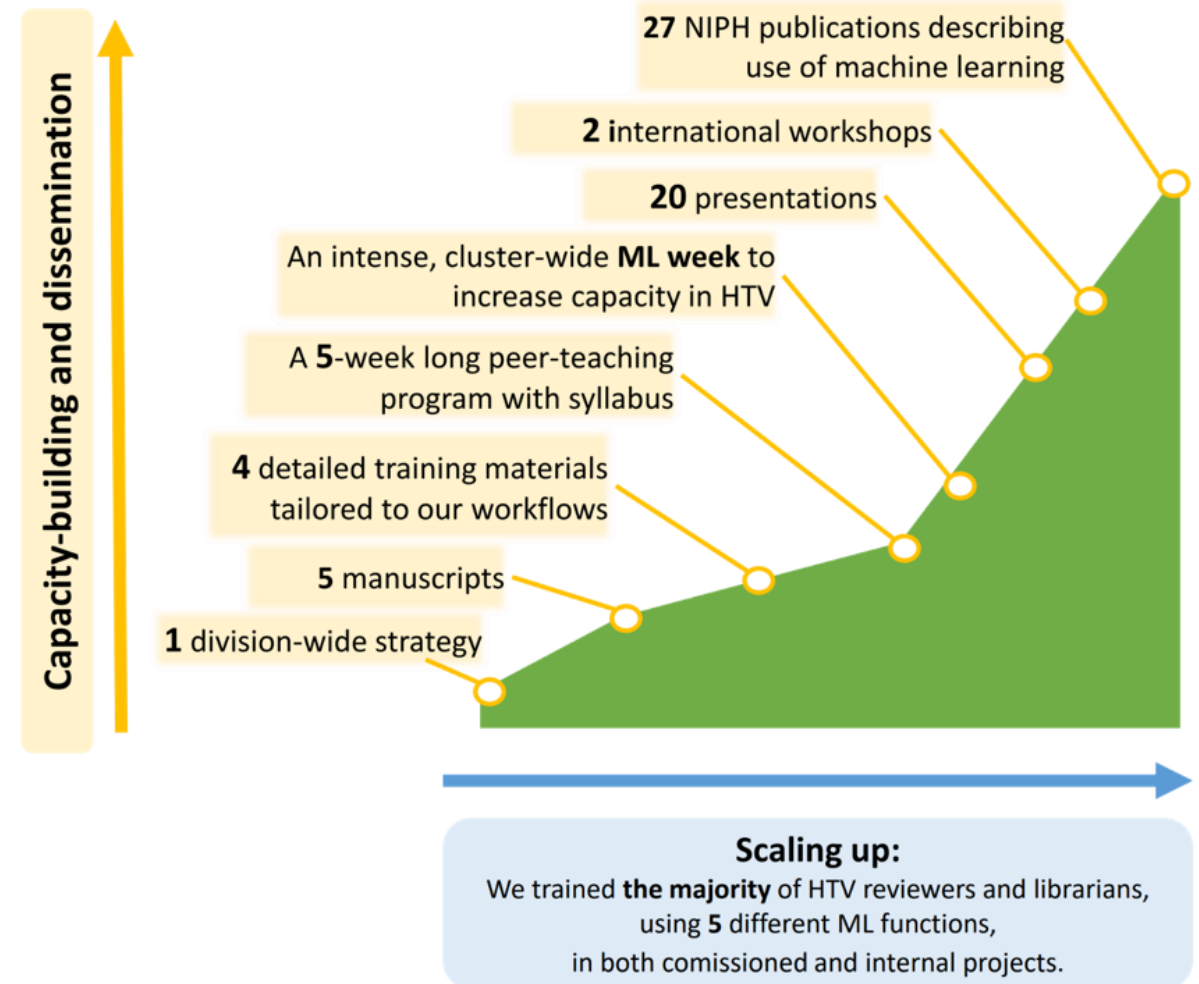 Capacity-building and dissemination
27 NIPH publications describing
use of machine learning
2 international workshops
20 presentations
An intense, cluster-wide ML week to
increase capacity in HTV
A 5-week long peer-teaching
program with syllabus
4 detailed training materials
tailored to our workflows
5 manuscripts
1 division-wide strategy
Scaling up:
We trained the majority of HTV reviewers and librarians,
using 5 different ML functions,
in both comissioned and internal projects.